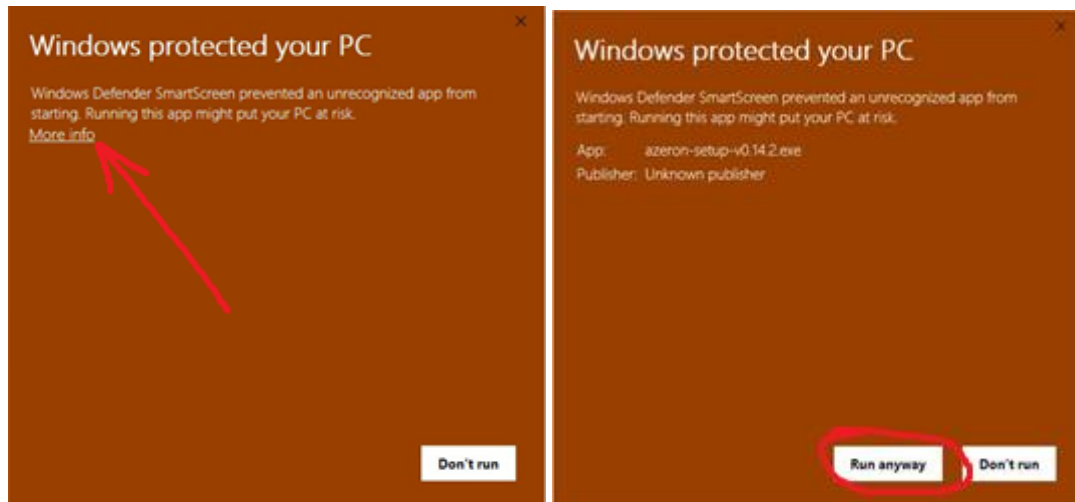 Windows protected your PC
Windows Defender SmartScreen prevented an unrecognized app from
starting. Running this app might put your PC at risk.
More info
Don't run
Windows protected your PC
Windows Defender SmartScreen prevented an unrecognized app from
starting. Running this app might put your PC at risk.
App: azeron-setup-v0.14.2.exe
Publisher: Unknown publisher
Run anyway
Don't run